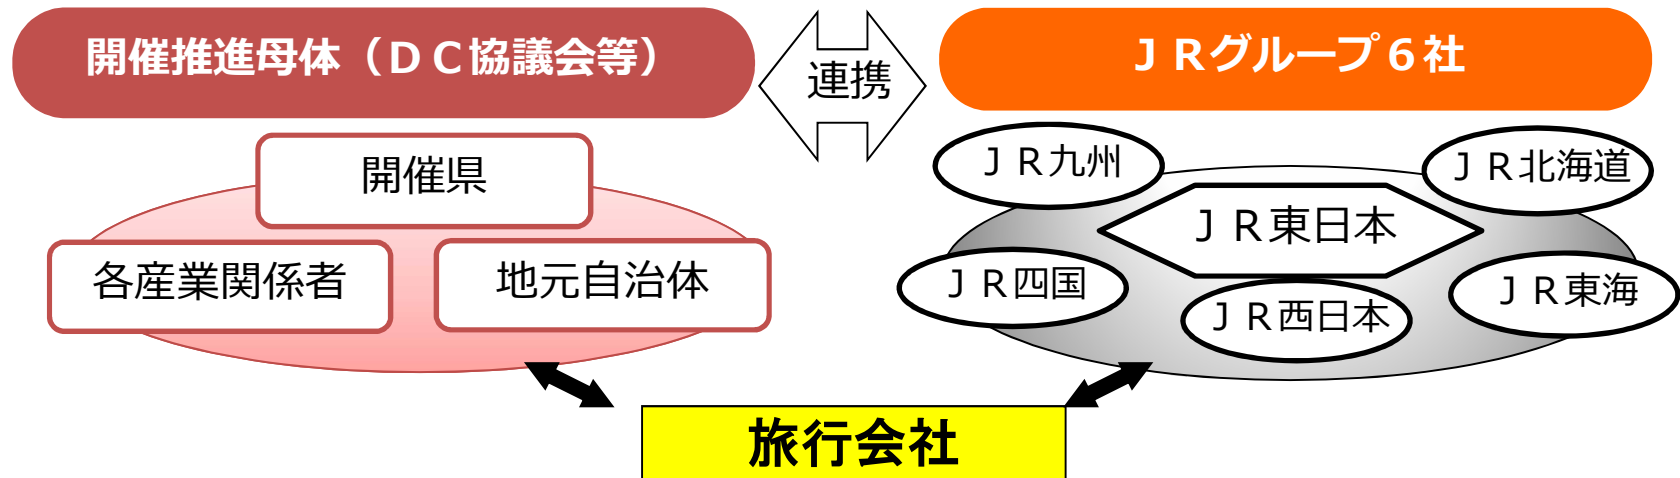 開催推進母体（ＤＣ協議会等）
連携
ＪＲグループ６社
開催県
各産業関係者
地元自治体
ＪＲ九州
ＪＲ北海道
ＪＲ東日本
ＪＲ四国
ＪＲ西日本
ＪＲ東海
旅行会社